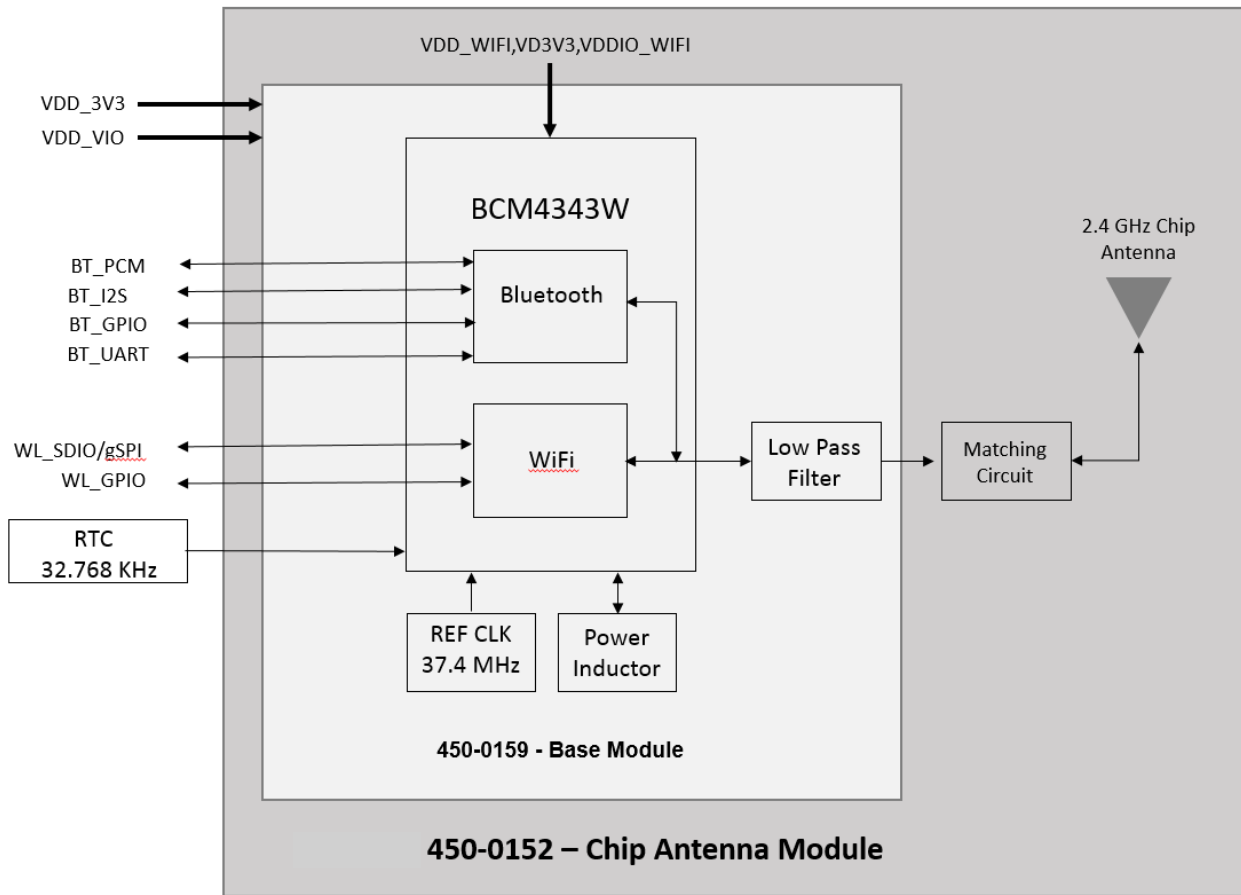 VDD_WIFI,VD3V3,VDDIO_WIFI
VDD_3V3
VDD_VIO
BCM4343W
2.4 GHz Chip
Antenna
BT_PCM
BT_I2S
BT_GPIO
BT_UART
Bluetooth
WL_SDIO/gSPI
WL_GPIO
WiFi
Low Pass
Filter
Matching
Circuit
RTC
32.768 KHz
REF CLK
37.4 MHz
Power
Inductor
450-0159 - Base Module
450-0152 – Chip Antenna Module